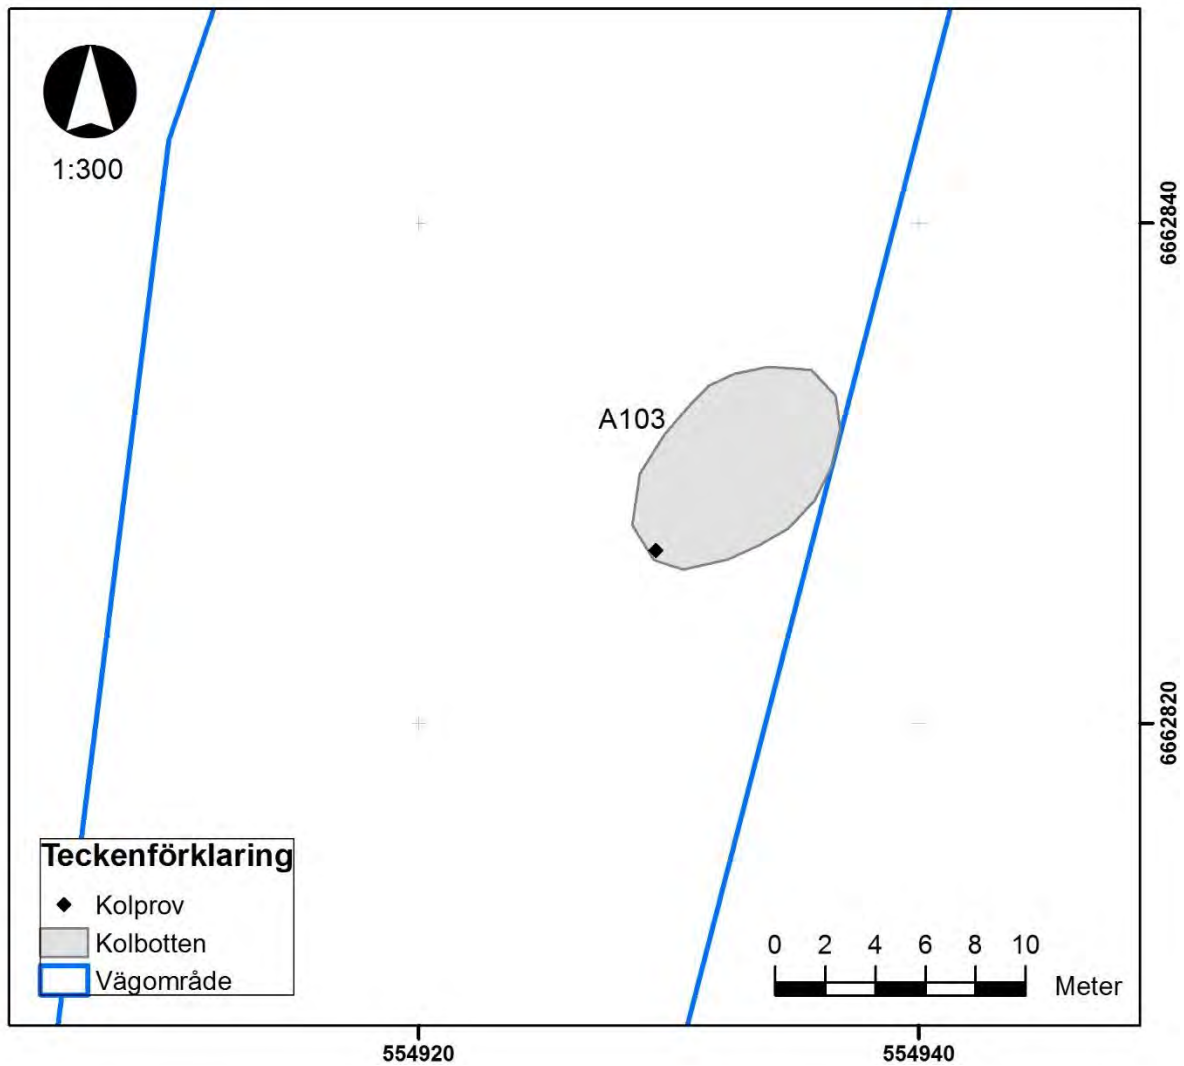 1:300
6662840
A103
6662820
Teckenförklaring
Kolprov
Kolbotten
Vägområde
0 2 4 6 8 10
Meter
554920 554940